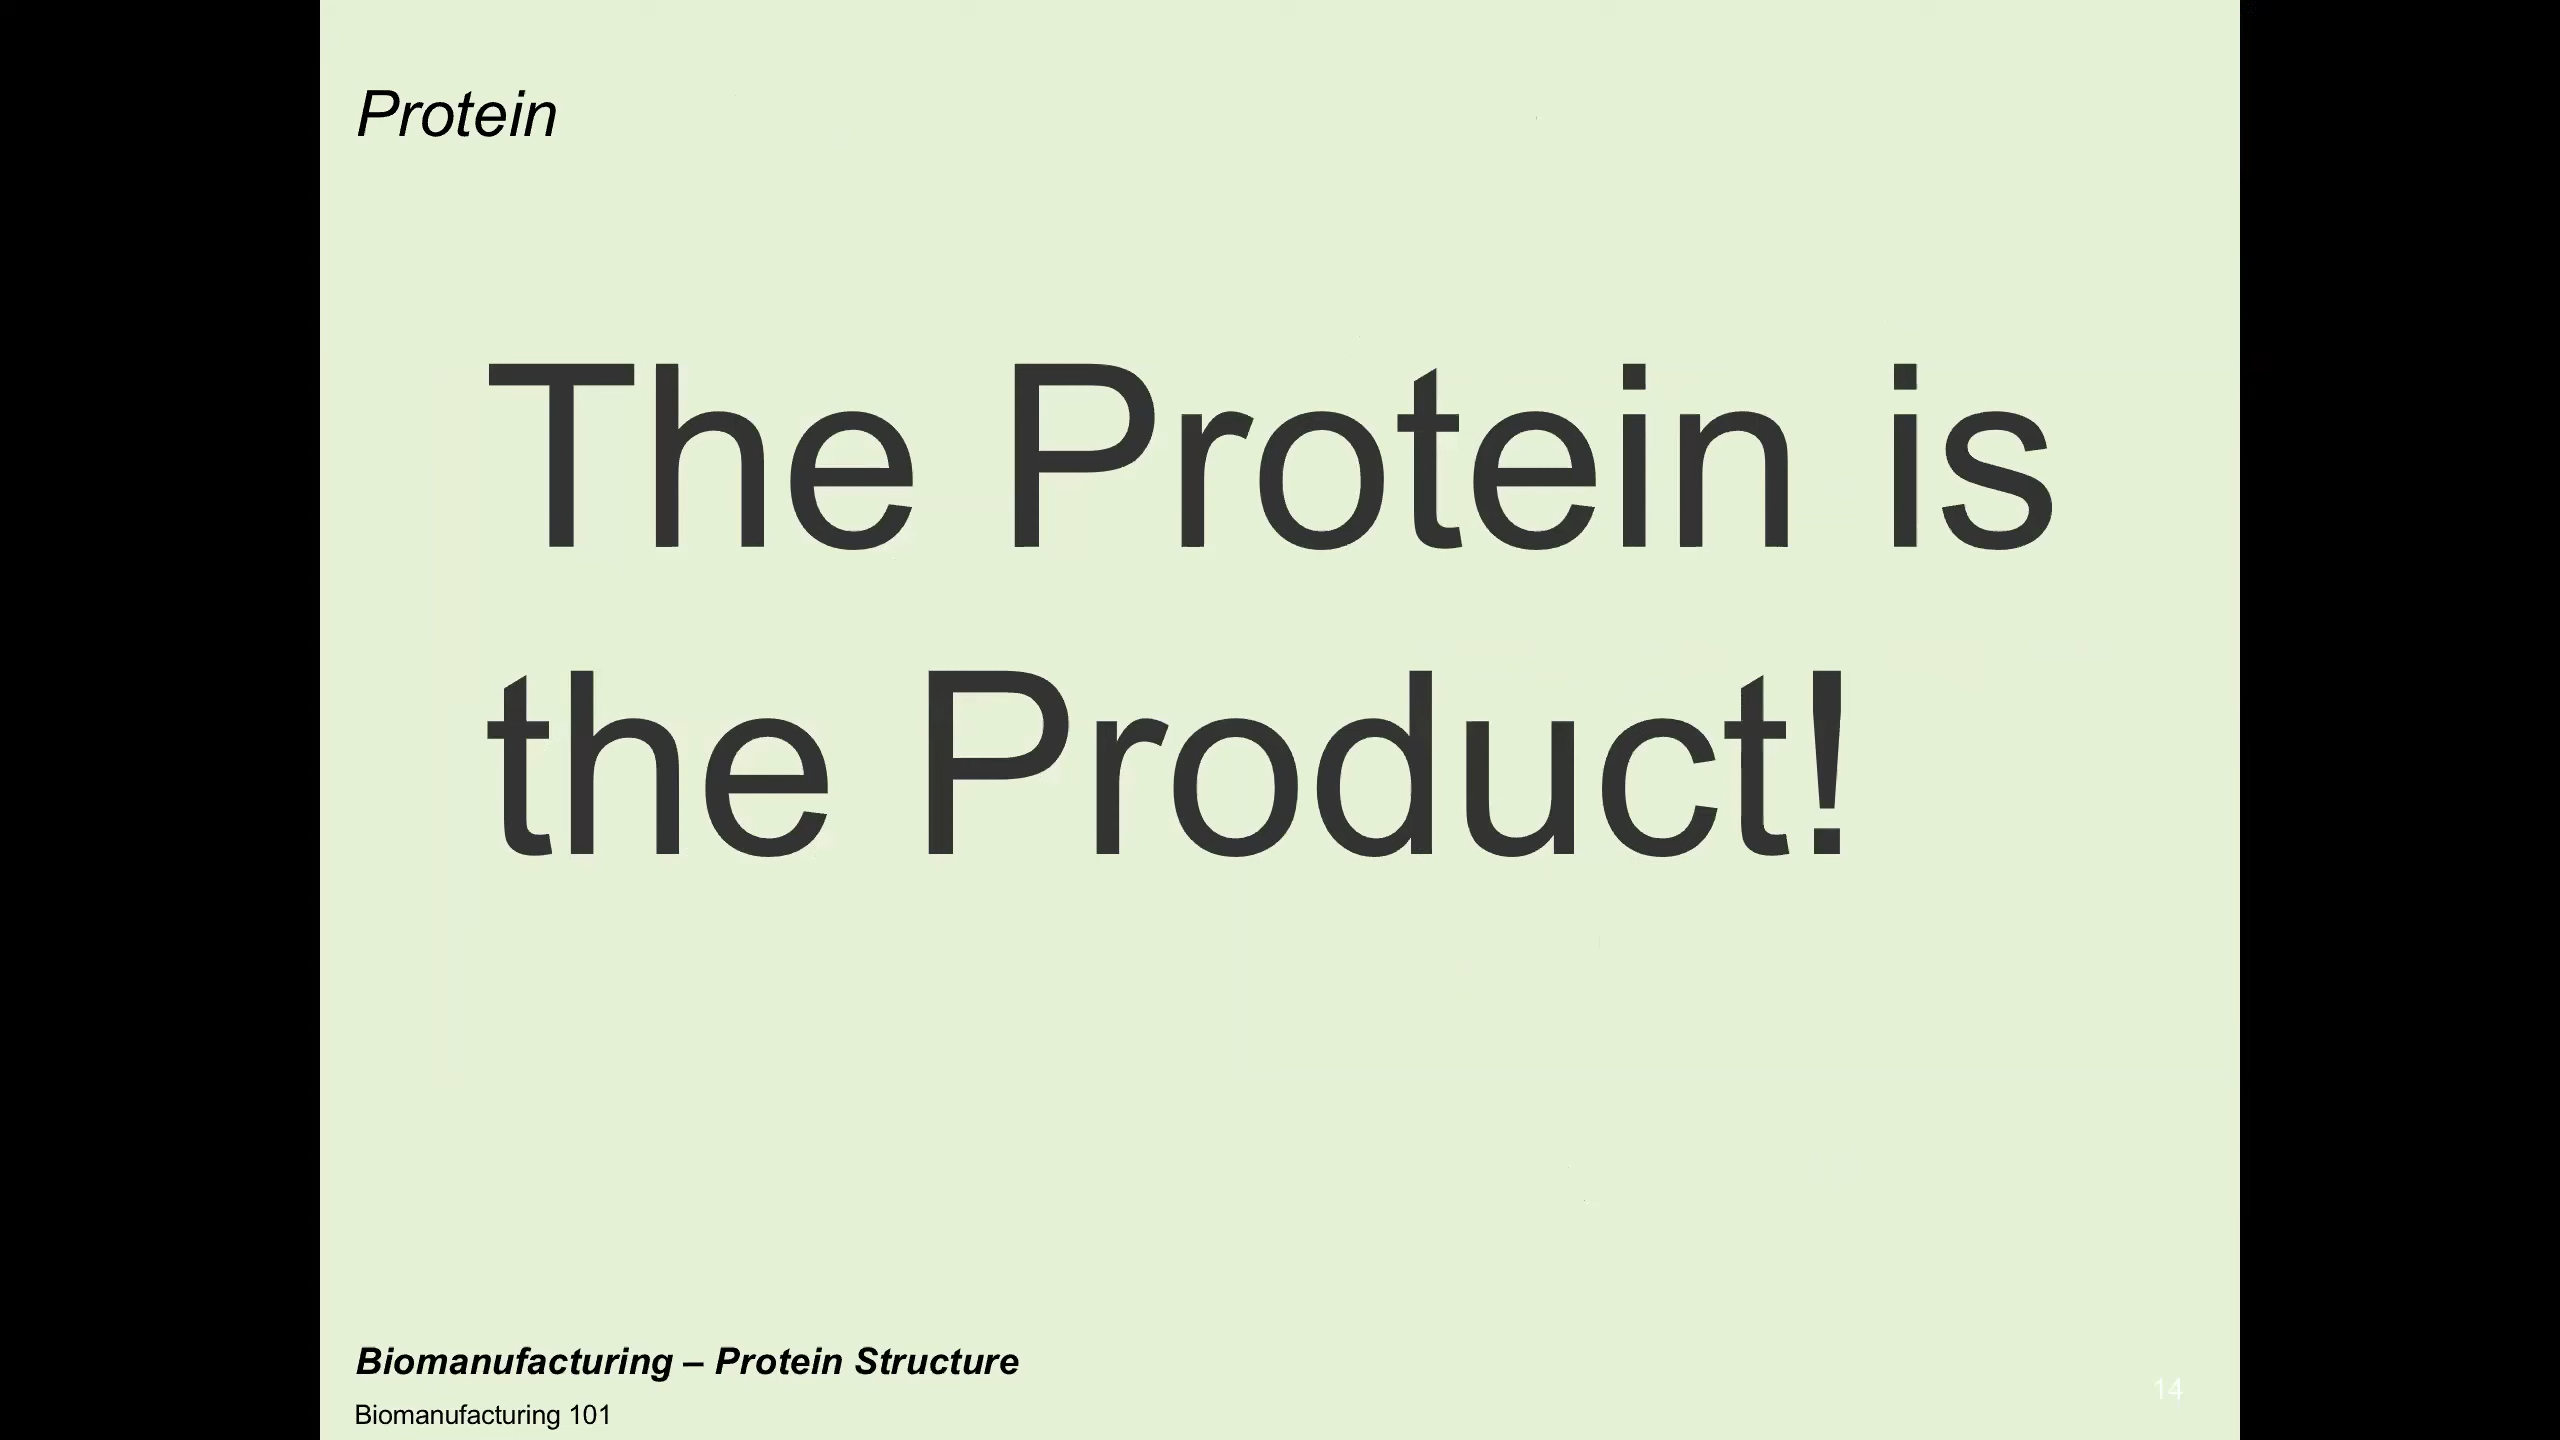 Protein
The Protein is
the Product!
Biomanufacturing – Protein Structure
Biomanufacturing 101
14